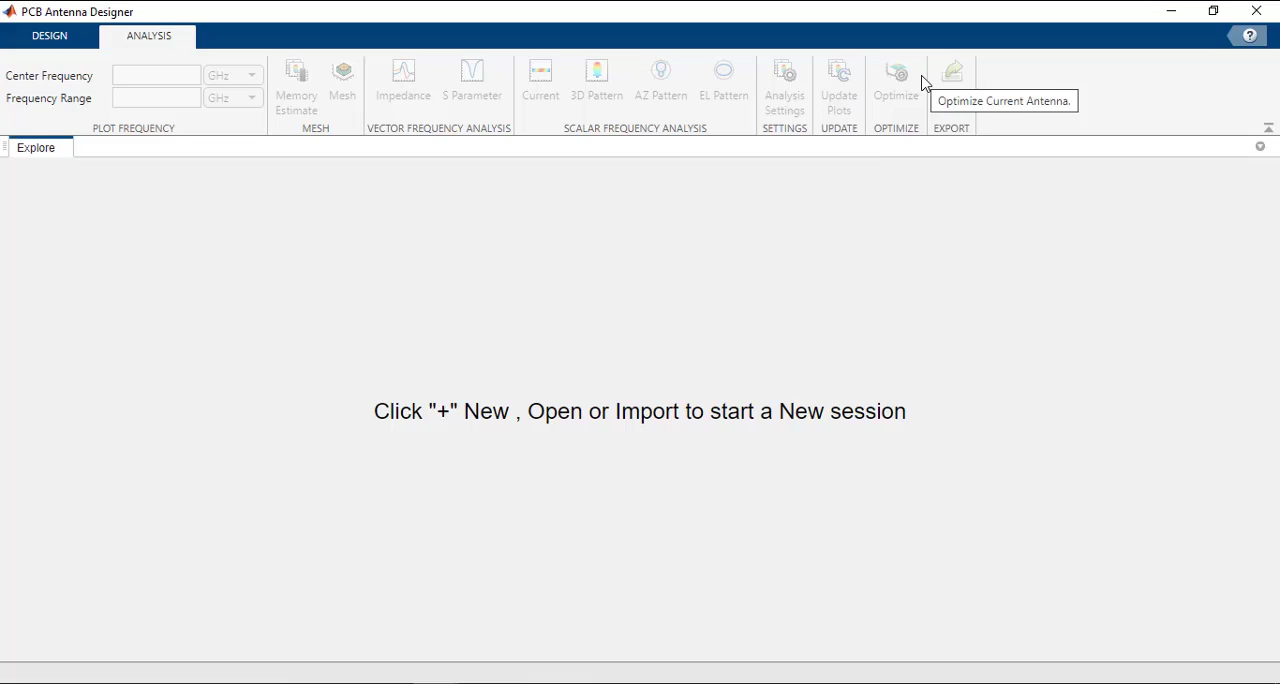 PCB Antenna Designer
DESIGN ANALYSIS ?
Center Frequency GHz
Frequency Range GHz
PLOT FREQUENCY
Memory Estimate
Mesh
MESH
Impedance S Parameter
VECTOR FREQUENCY ANALYSIS
Current 3D Pattern AZ Pattern EL Pattern
SCALAR FREQUENCY ANALYSIS
Analysis
Settings
SETTINGS
Update
Plots
UPDATE
Optimize
OPTIMIZE
Optimize Current Antenna.
EXPORT
Explore
Click "+" New , Open or Import to start a New session